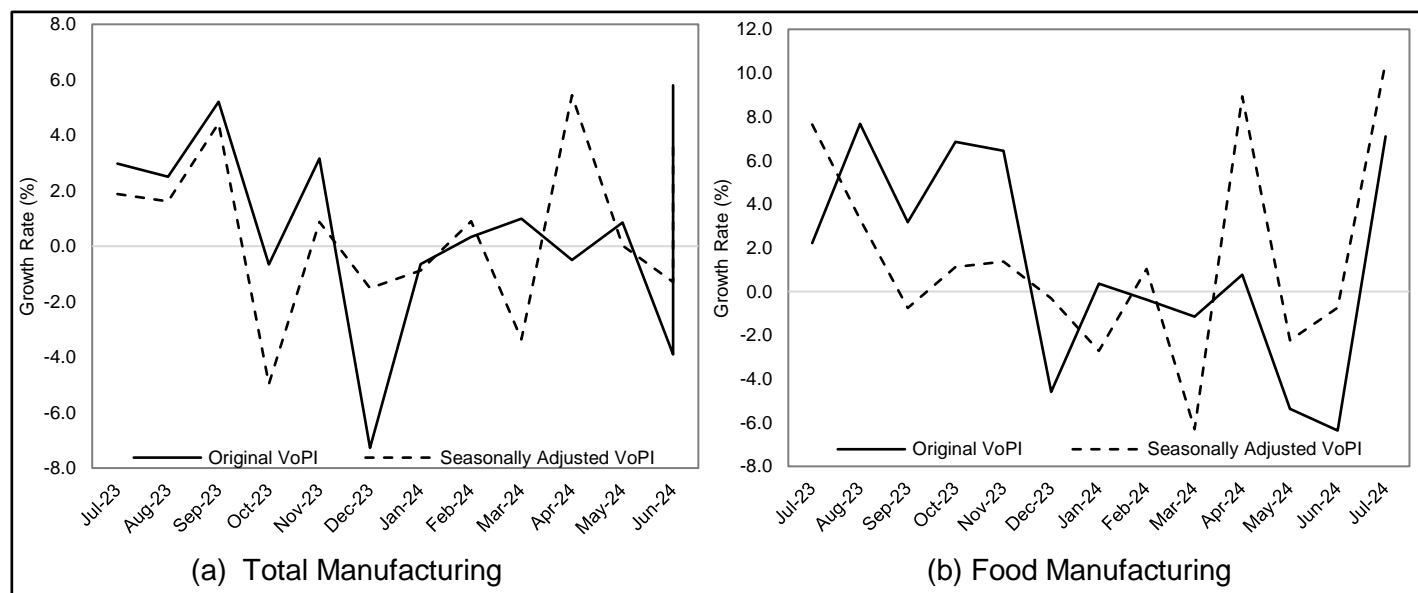 8.0
6.0
4.0
2.0
0.0
-2.0
-4.0
-6.0
-8.0
Growth Rate (%)
Original VoPI Seasonally Adjusted VoPI
Jul-23 Aug-23 Sep-23 Oct-23 Nov-23 Dec-23 Jan-24 Feb-24 Mar-24 Apr-24 May-24 Jun-24
(a) Total Manufacturing
12.0
10.0
8.0
6.0
4.0
2.0
0.0
-2.0
-4.0
-6.0
-8.0
Growth Rate (%)
Original VoPI Seasonally Adjusted VoPI
Jul-23 Aug-23 Sep-23 Oct-23 Nov-23 Dec-23 Jan-24 Feb-24 Mar-24 Apr-24 May-24 Jun-24 Jul-24
(b) Food Manufacturing